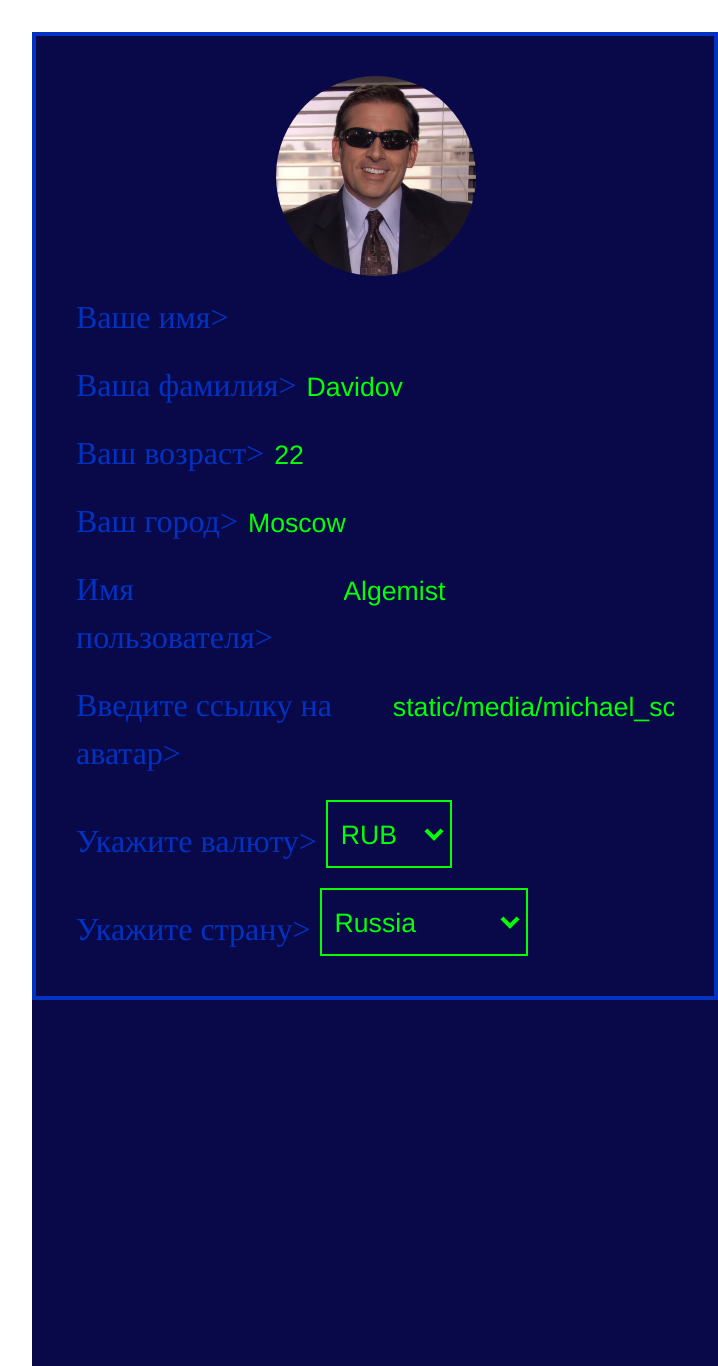 Ваше имя>
Ваша фамилия> Davidov
Ваш возраст> 22
Ваш город> Moscow
Имя Algemist
пользователя>
Введите ссылку на static/media/michael_sc
аватар>
Укажите валюту> RUB
Укажите страну> Russia